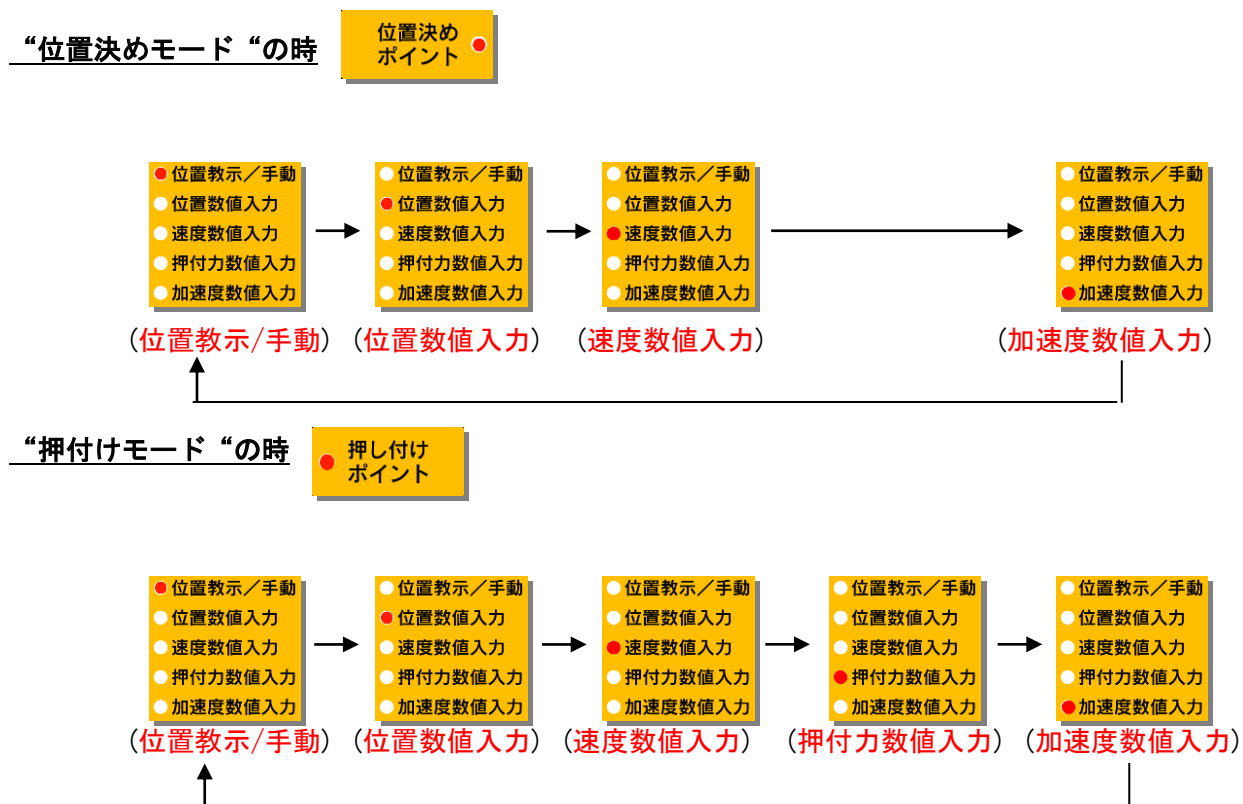 “位置決めモード“の時
位置決め
ポイント
位置教示／手動
位置数値入力
速度数値入力
押付力数値入力
加速度数値入力
(位置教示/手動)
位置教示／手動
位置数値入力
速度数値入力
押付力数値入力
加速度数値入力
(位置数値入力)
位置教示／手動
位置数値入力
速度数値入力
押付力数値入力
加速度数値入力
(速度数値入力)
位置教示／手動
位置数値入力
速度数値入力
押付力数値入力
加速度数値入力
(加速度数値入力)
“押付けモード“の時
押し付け
ポイント
位置教示／手動
位置数値入力
速度数値入力
押付力数値入力
加速度数値入力
(位置教示/手動)
位置教示／手動
位置数値入力
速度数値入力
押付力数値入力
加速度数値入力
(位置数値入力)
位置教示／手動
位置数値入力
速度数値入力
押付力数値入力
加速度数値入力
(速度数値入力)
位置教示／手動
位置数値入力
速度数値入力
押付力数値入力
加速度数値入力
(押付力数値入力)
位置教示／手動
位置数値入力
速度数値入力
押付力数値入力
加速度数値入力
(加速度数値入力)